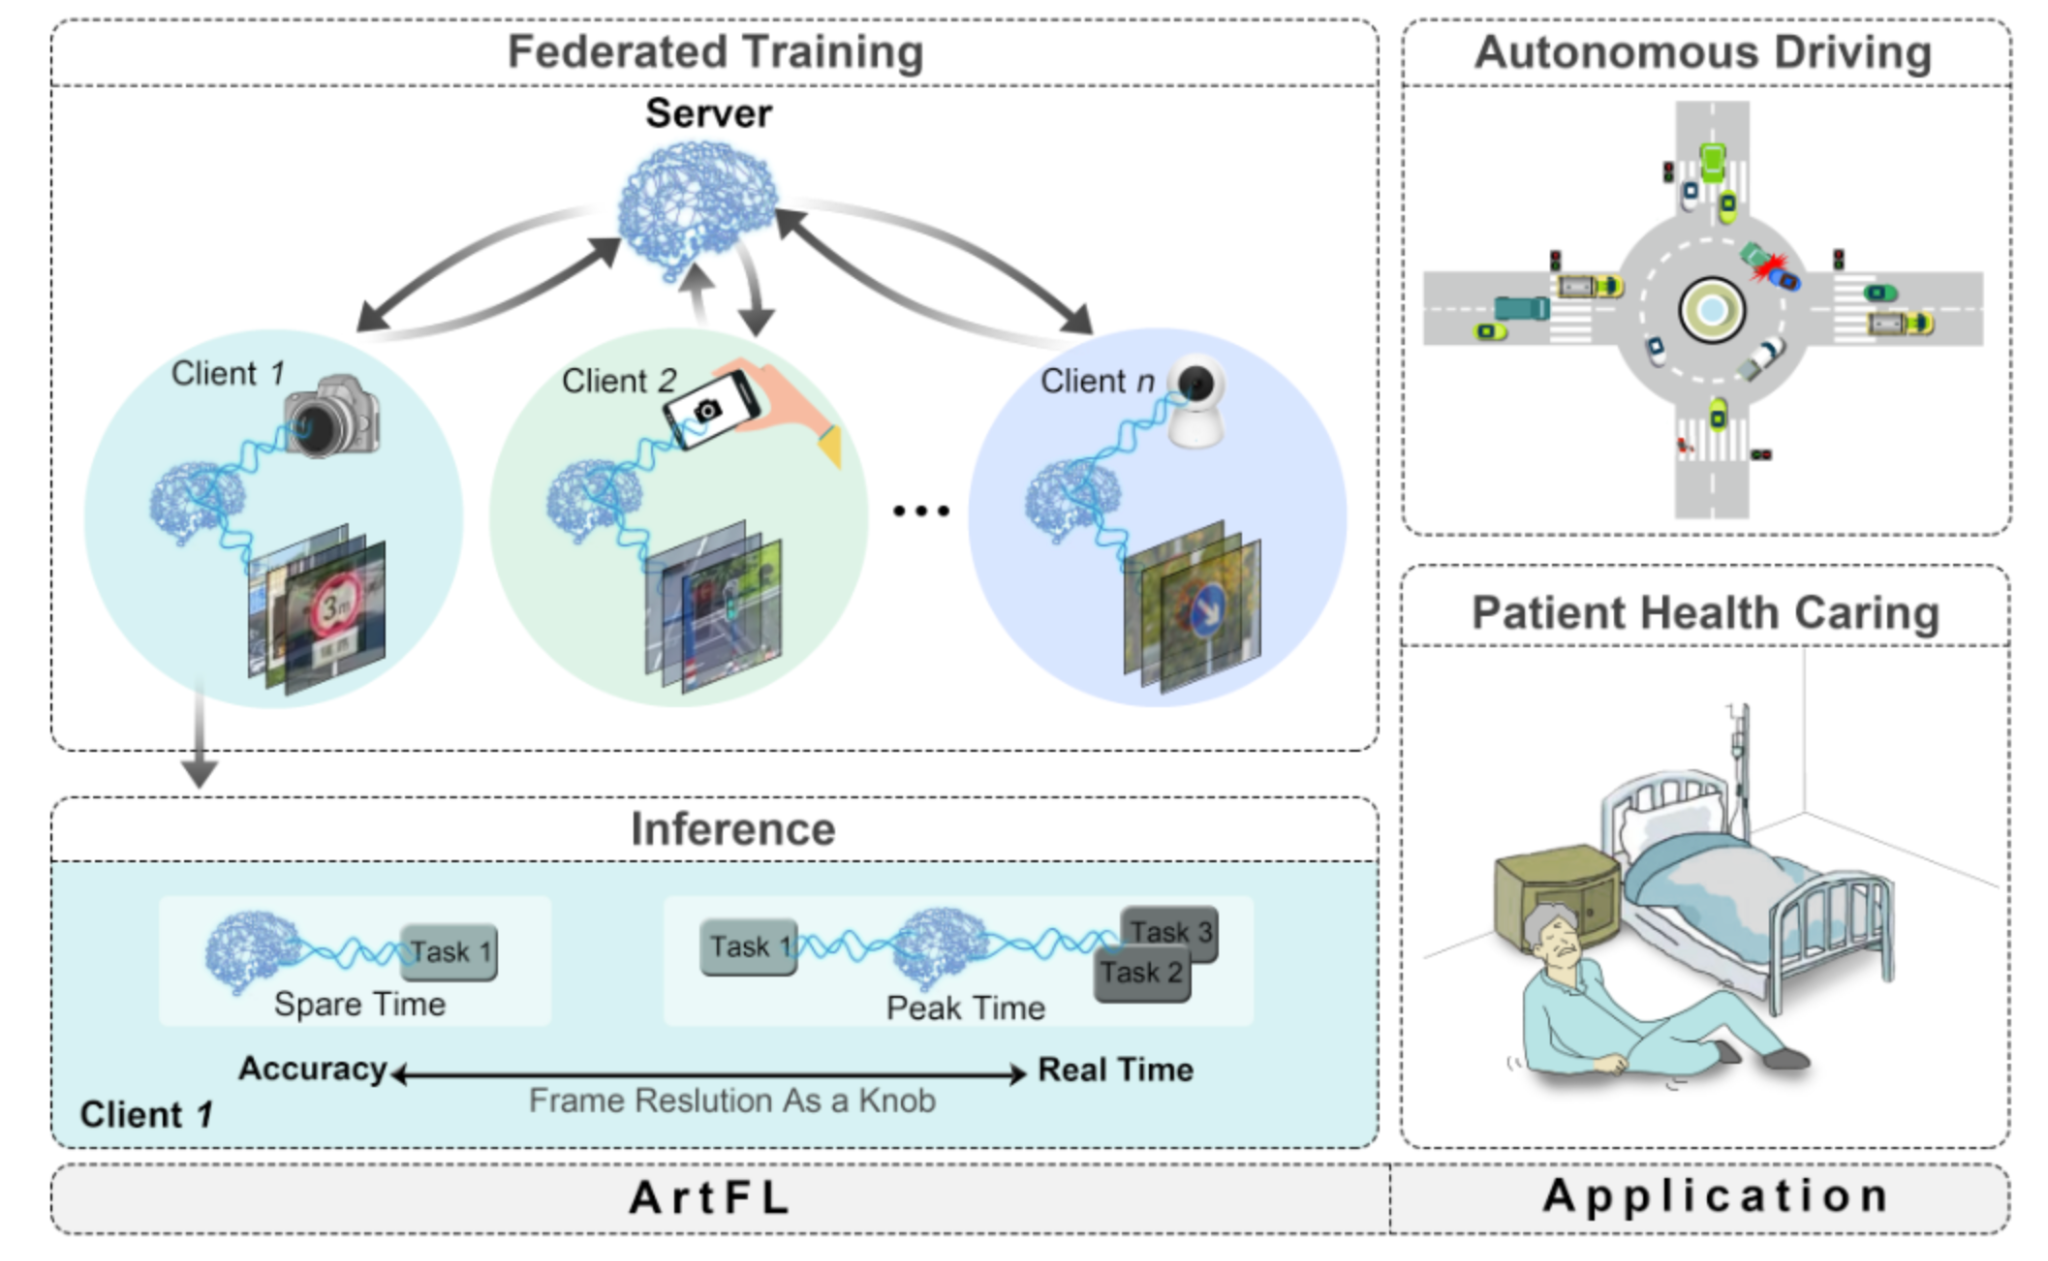 Federated Training
Server
Client 1
Client 2
Client n
3m
Inference
Task 1
Spare Time
Task 1
Task 3
Task 2
Peak Time
Accuracy
Real Time
Frame Reslution As a Knob
Client 1
ArtFL
Autonomous Driving
Patient Health Caring
Application